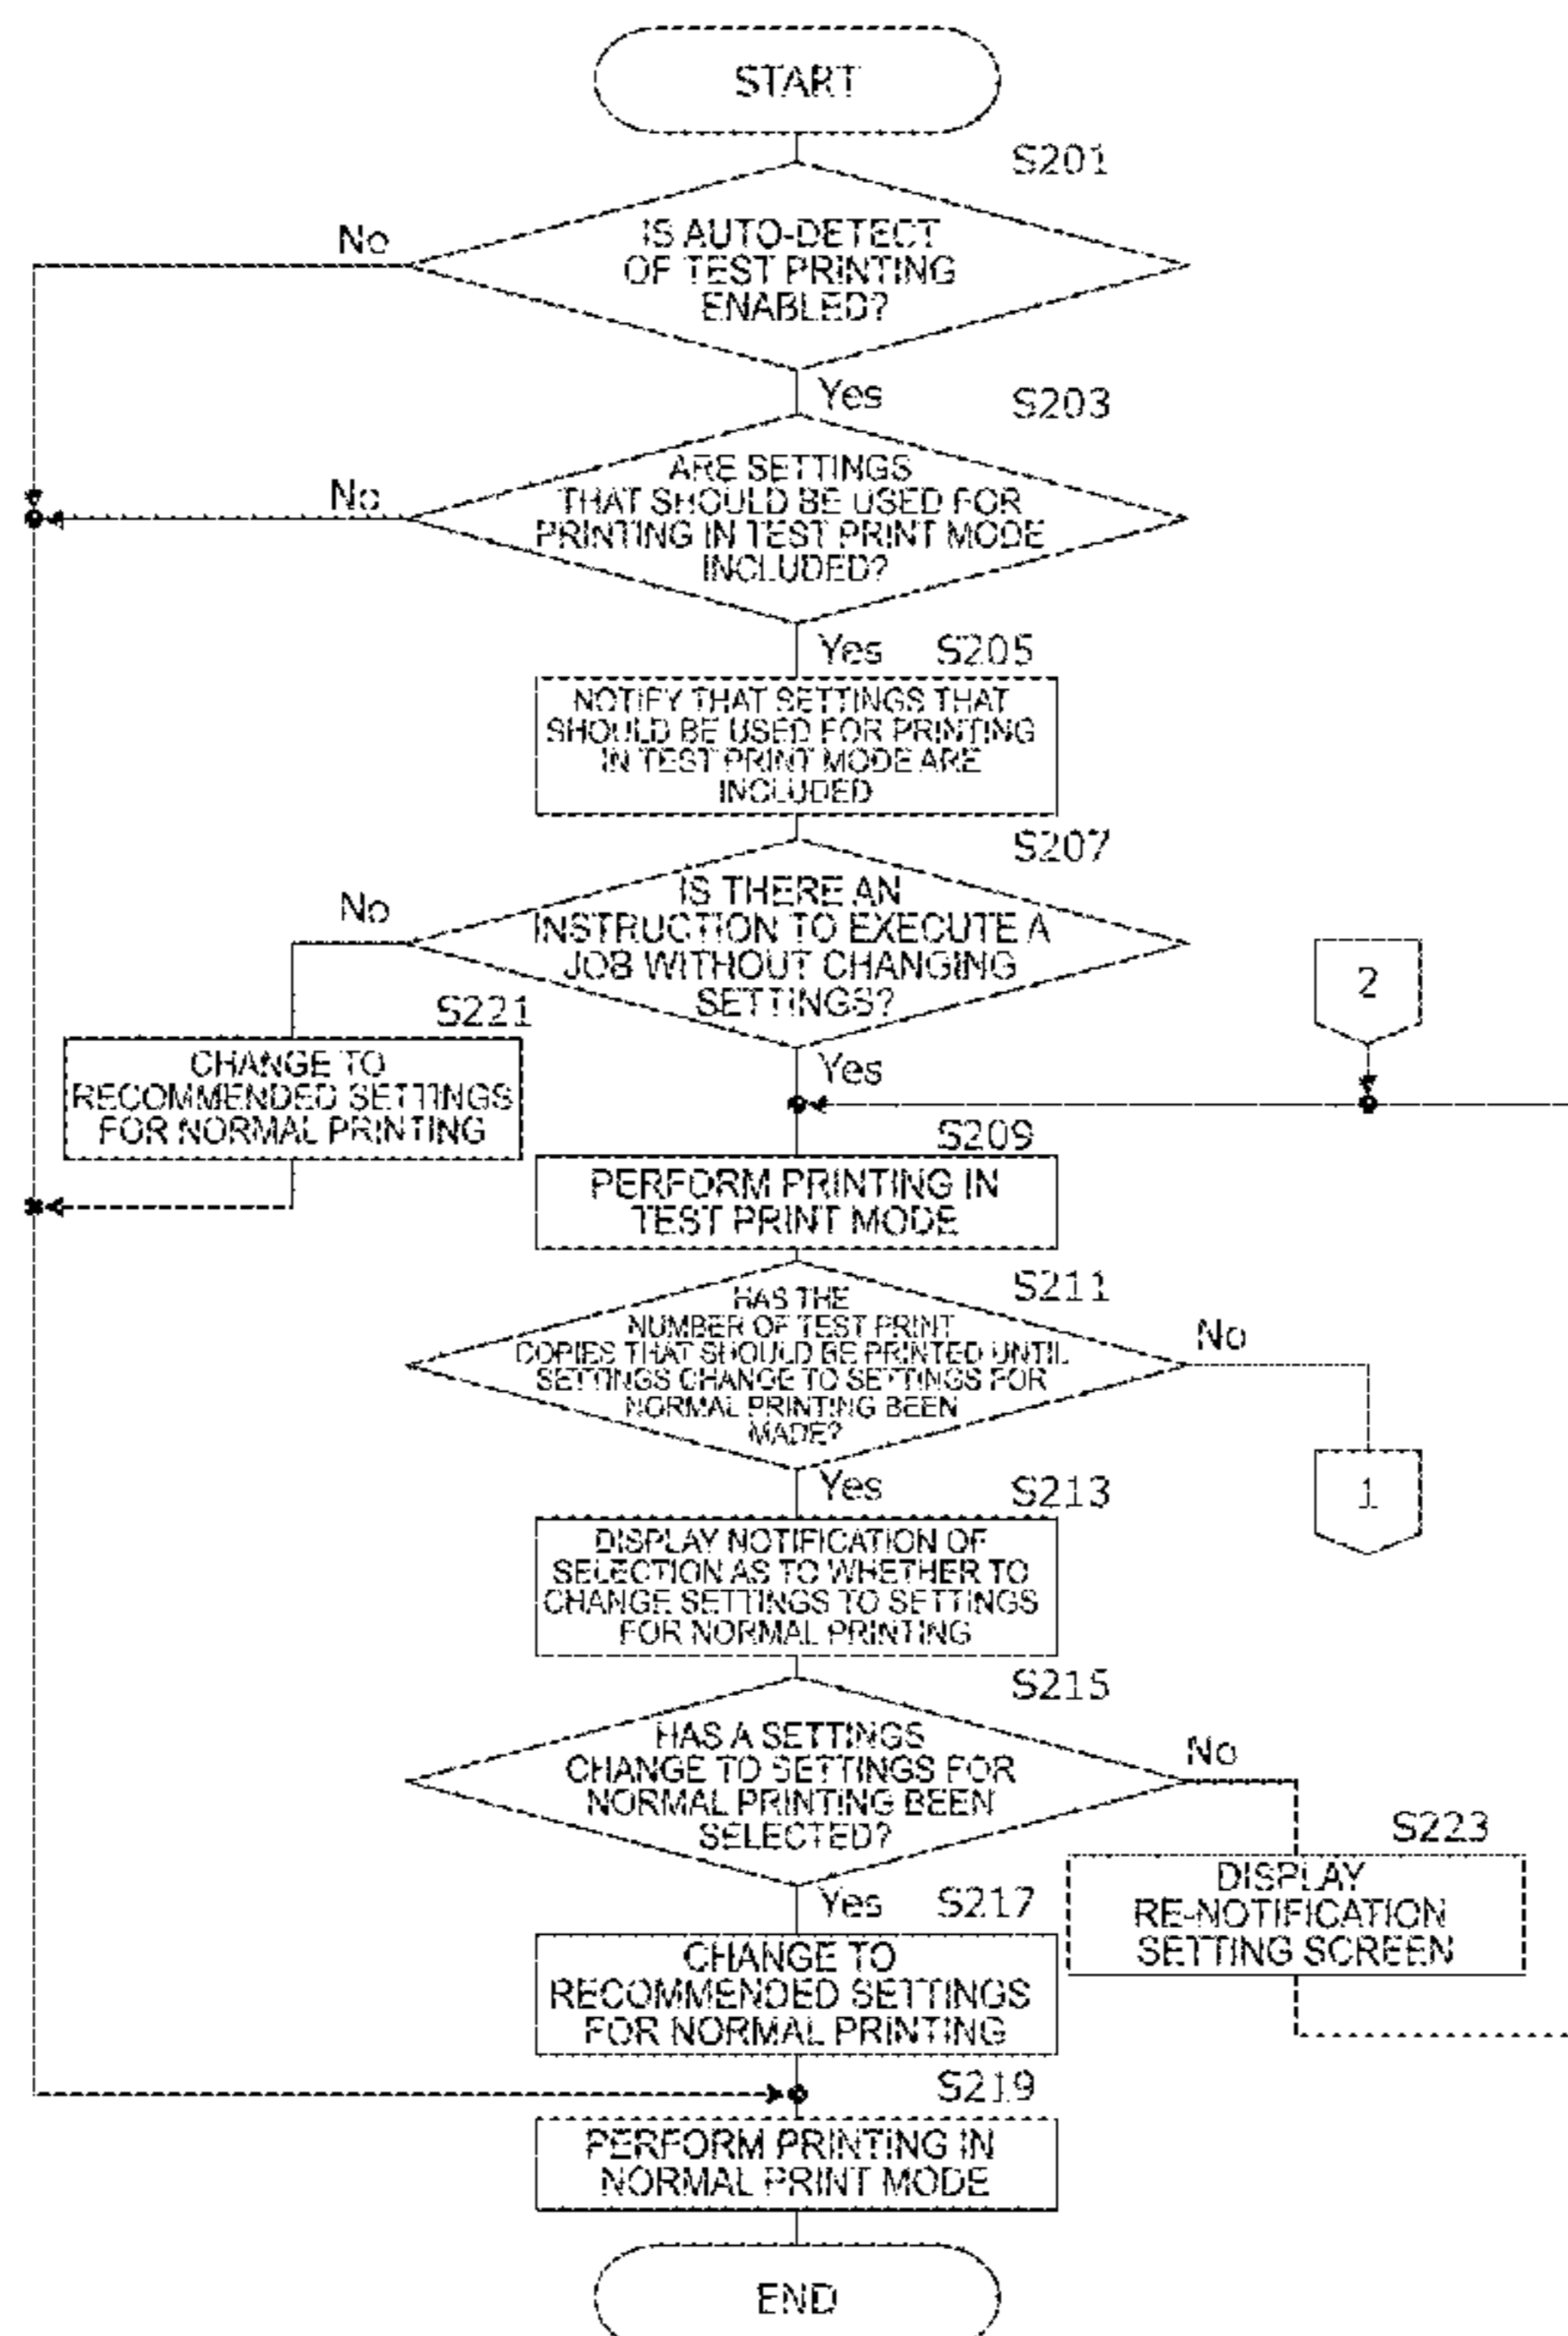 START
S201
No
IS AUTO-DETECT
OF TEST PRINTING
ENABLED?
Yes
S203
No
ARE SETTINGS
THAT SHOULD BE USED FOR
PRINTING IN TEST PRINT MODE
INCLUDED?
Yes
S205
NOTIFY THAT SETTINGS THAT
SHOULD BE USED FOR PRINTING
IN TEST PRINT MODE ARE
INCLUDED
S207
No
IS THERE AN
INSTRUCTION TO EXECUTE A
JOB WITHOUT CHANGING
SETTINGS?
2
S221
CHANGE TO
RECOMMENDED SETTINGS
FOR NORMAL PRINTING
Yes
S209
PERFORM PRINTING IN
TEST PRINT MODE
S211
HAS THE
NUMBER OF TEST PRINT
COPIES THAT SHOULD BE PRINTED UNTIL
SETTINGS CHANGE TO SETTINGS FOR
NORMAL PRINTING BEEN
MADE?
No
1
Yes
S213
DISPLAY NOTIFICATION OF
SELECTION AS TO WHETHER TO
CHANGE SETTINGS TO SETTINGS
FOR NORMAL PRINTING
S215
HAS A SETTINGS
CHANGE TO SETTINGS FOR
NORMAL PRINTING BEEN
SELECTED?
No
S223
DISPLAY
RE-NOTIFICATION
SETTING SCREEN
Yes
S217
CHANGE TO
RECOMMENDED SETTINGS
FOR NORMAL PRINTING
S219
PERFORM PRINTING IN
NORMAL PRINT MODE
END